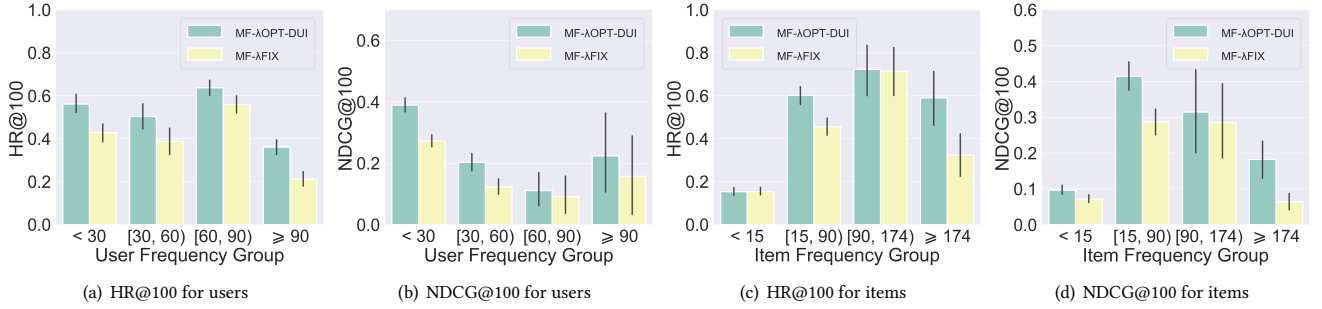 HR@100
1.0
0.8
0.6
0.4
0.2
0.0
MF-λOPT-DUI
MF-λFIX
< 30 [30, 60) [60, 90) ⩾ 90
User Frequency Group
(a) HR@100 for users
NDCG@100
0.6
0.4
0.2
0.0
MF-λOPT-DUI
MF-λFIX
< 30 [30, 60) [60, 90) ⩾ 90
User Frequency Group
(b) NDCG@100 for users
HR@100
1.0
0.8
0.6
0.4
0.2
0.0
MF-λOPT-DUI
MF-λFIX
< 15 [15, 90) [90, 174) ⩾ 174
Item Frequency Group
(c) HR@100 for items
NDCG@100
0.6
0.5
0.4
0.3
0.2
0.1
0.0
MF-λOPT-DUI
MF-λFIX
< 15 [15, 90) [90, 174) ⩾ 174
Item Frequency Group
(d) NDCG@100 for items